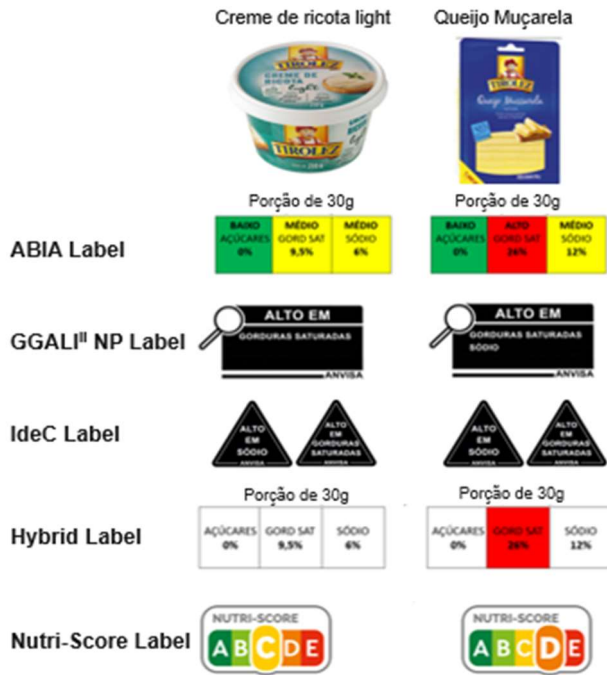 Creme de ricota light Queijo Muçarela
TIROLEZ
CREME DE
RICOTA
light
TIROLEZ
TIROLEZ
Queijo Mussarela
Porção de 30g Porção de 30g
ABIA Label
BAIXO MÉDIO MÉDIO BAIXO ALTO MÉDIO
AÇÚCARES GORD SAT SÓDIO AÇÚCARES GORD SAT SÓDIO
0% 9,5% 6% 0% 26% 12%
GGALIᴵᴵ NP Label
ALTO EM
GORDURAS SATURADAS
ANVISA
ALTO EM
GORDURAS SATURADAS
SÓDIO
ANVISA
IdeC Label
ALTO
EM
SÓDIO
ANVISA
ALTO
EM
GORDURAS
SATURADAS
ANVISA
ALTO
EM
SÓDIO
ANVISA
ALTO
EM
GORDURAS
SATURADAS
ANVISA
Porção de 30g Porção de 30g
Hybrid Label
AÇÚCARES GORD SAT SÓDIO AÇÚCARES GORD SAT SÓDIO
0% 9,5% 6% 0% 26% 12%
Nutri-Score Label
NUTRI-SCORE
A B C D E
NUTRI-SCORE
A B C D E